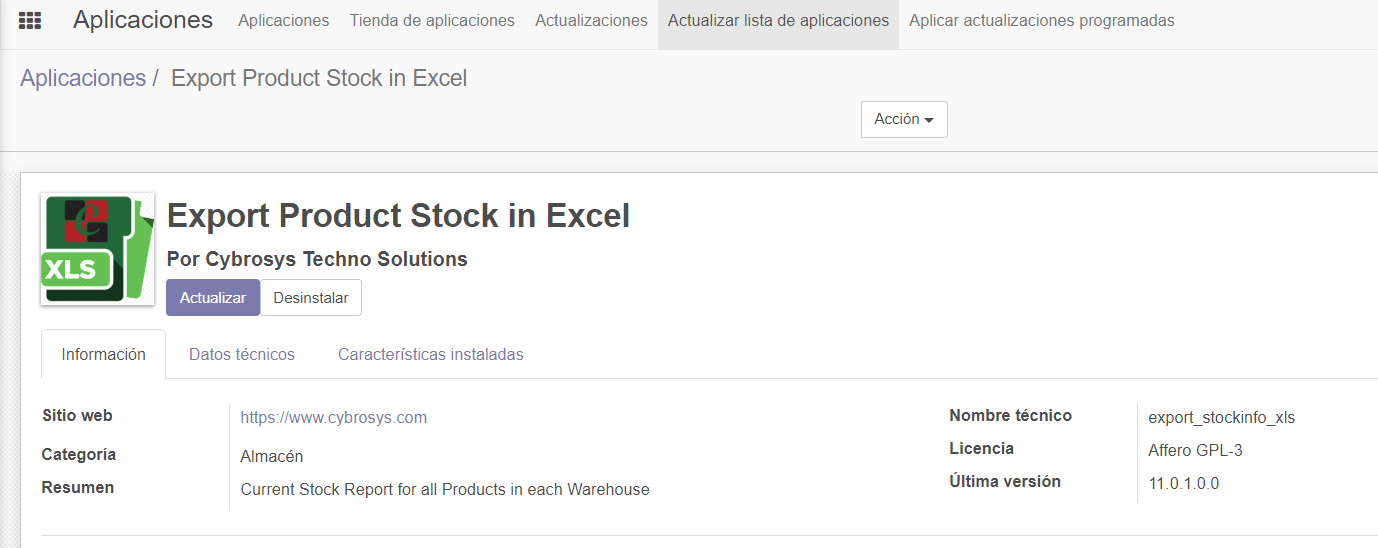 Aplicaciones Aplicaciones Tienda de aplicaciones Actualizaciones Actualizar lista de aplicaciones Aplicar actualizaciones programadas
Aplicaciones / Export Product Stock in Excel
Acción
XLS
Export Product Stock in Excel
Por Cybrosys Techno Solutions
Actualizar Desinstalar
Información Datos técnicos Características instaladas
Sitio web https://www.cybrosys.com
Categoría Almacén
Resumen Current Stock Report for all Products in each Warehouse
Nombre técnico export_stockinfo_xls
Licencia Affero GPL-3
Última versión 11.0.1.0.0